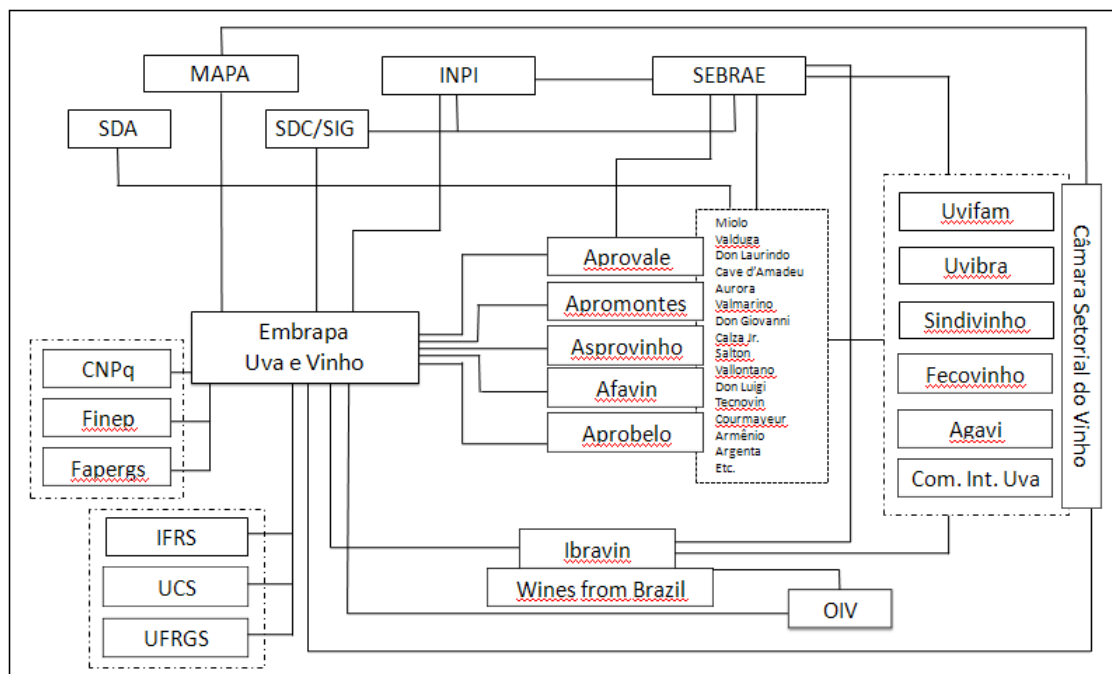 MAPA
INPI
SEBRAE
SDA
SDC/SIG
Embrapa
Uva e Vinho
CNPq
Finep
Fapergs
IFRS
UCS
UFRGS
Aprovale
Apromontes
Asprovinho
Afavin
Aprobelo
Miolo
Valduga
Don Laurindo
Cave d'Amadeu
Aurora
Valmarino
Don Giovanni
Calza Jr.
Salton
Vallontano
Don Luigi
Tecnovin
Courmayeur
Armênio
Argenta
Etc.
Uvifam
Uvibra
Sindivinho
Fecovinho
Agavi
Com. Int. Uva
Câmara Setorial do Vinho
Ibravin
Wines from Brazil
OIV